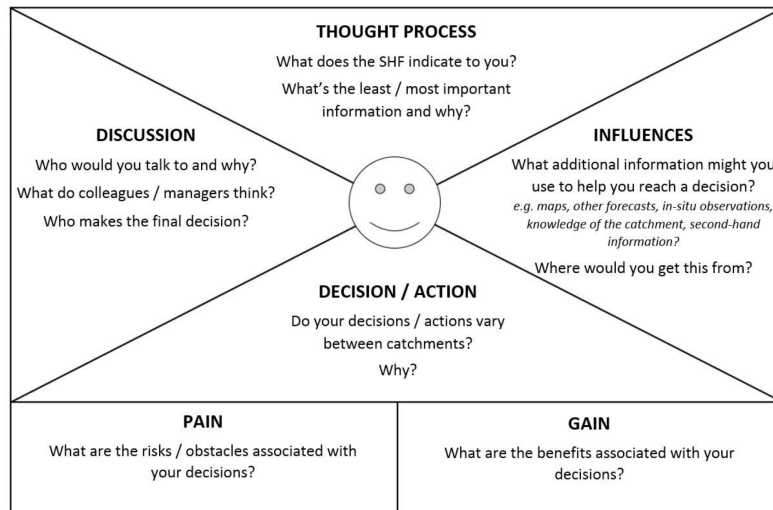 THOUGHT PROCESS
What does the SHF indicate to you?
What's the least / most important
information and why?
DISCUSSION
Who would you talk to and why?
What do colleagues / managers think?
Who makes the final decision?
INFLUENCES
What additional information might you
use to help you reach a decision?
e.g. maps, other forecasts, in-situ observations,
knowledge of the catchment, second-hand
information?
Where would you get this from?
DECISION / ACTION
Do your decisions / actions vary
between catchments?
Why?
PAIN
What are the risks / obstacles associated with
your decisions?
GAIN
What are the benefits associated with your
decisions?